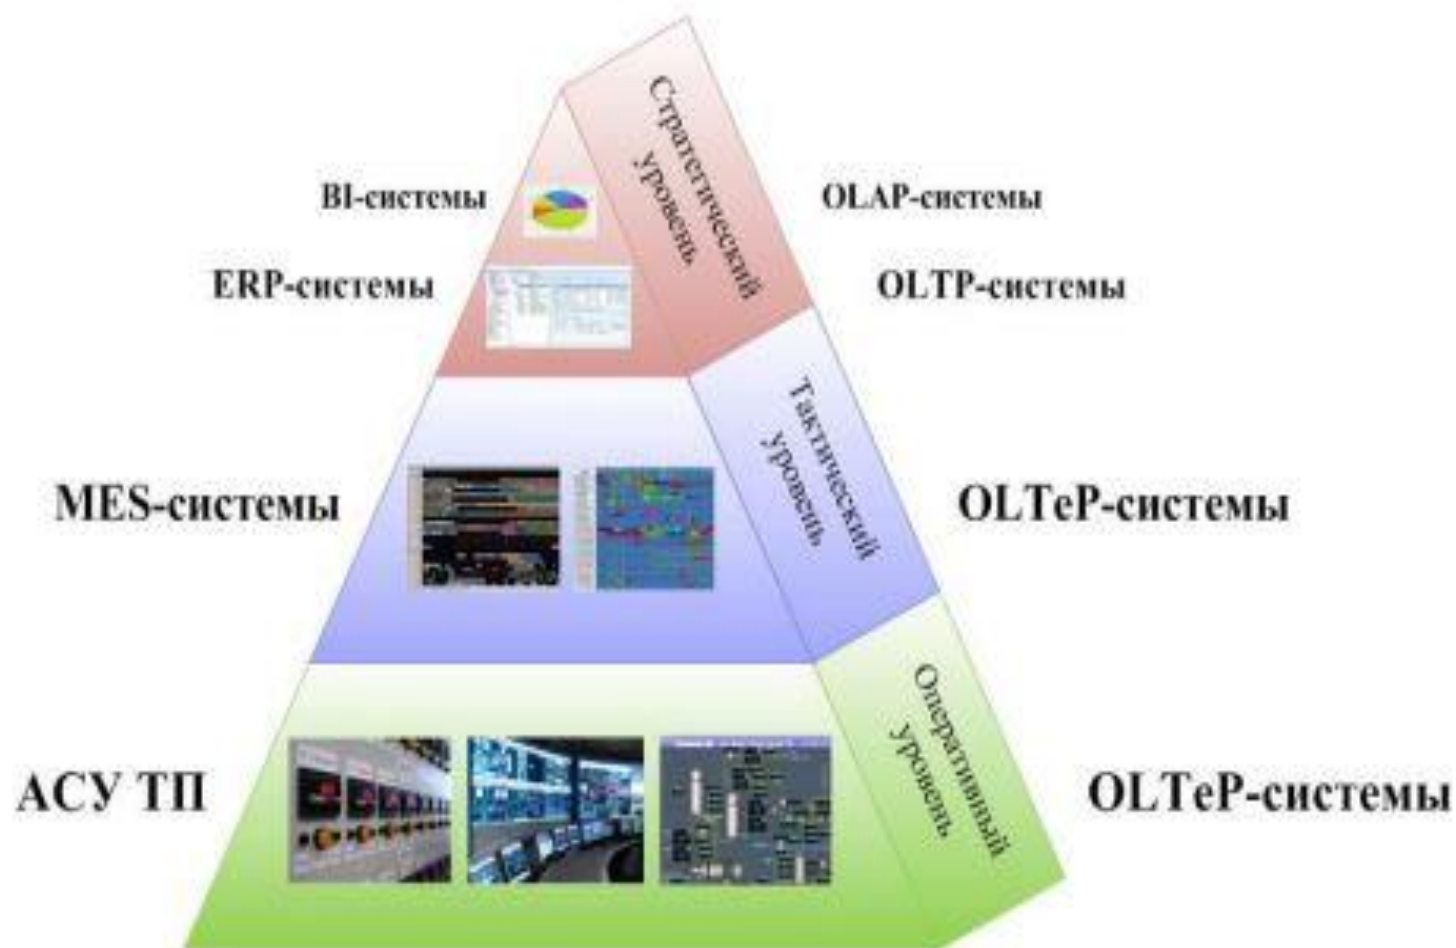 Стратегический
уровень
BI-системы
OLAP-системы
ERP-системы
OLTP-системы
Тактический
уровень
MES-системы
OLTeP-системы
Оперативный
уровень
АСУ ТП
OLTeP-системы